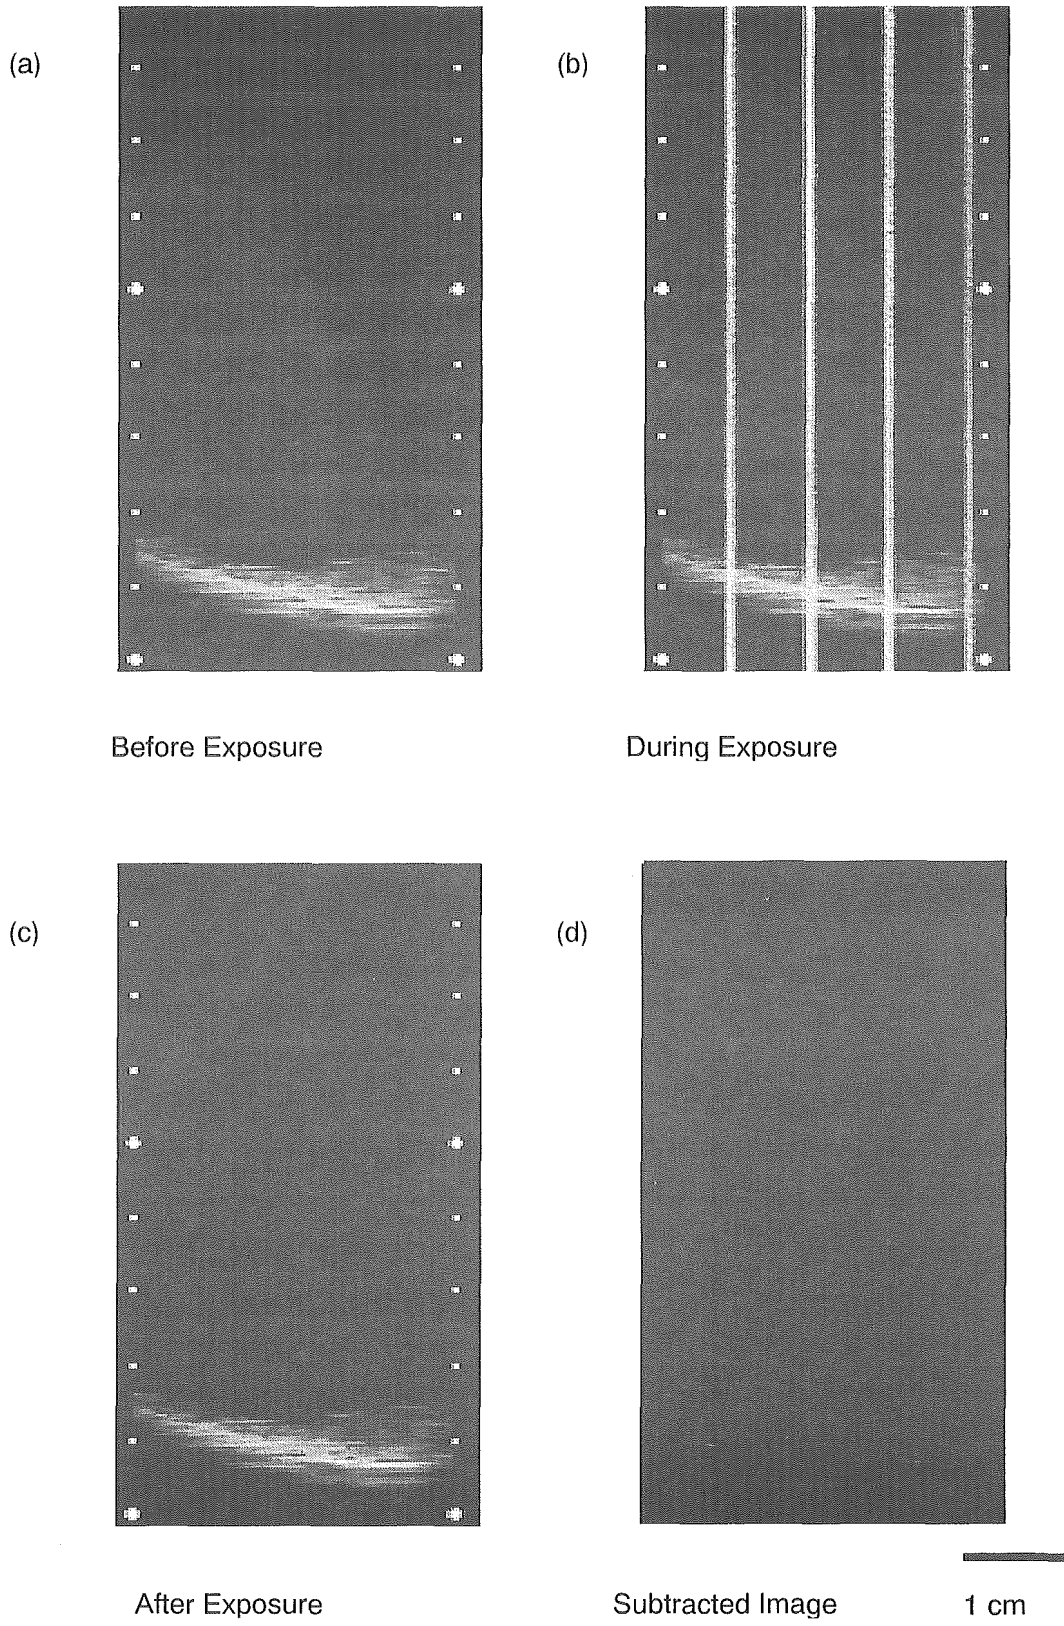 (a)
(b)
Before Exposure
During Exposure
(c)
(d)
After Exposure
Subtracted Image
1 cm